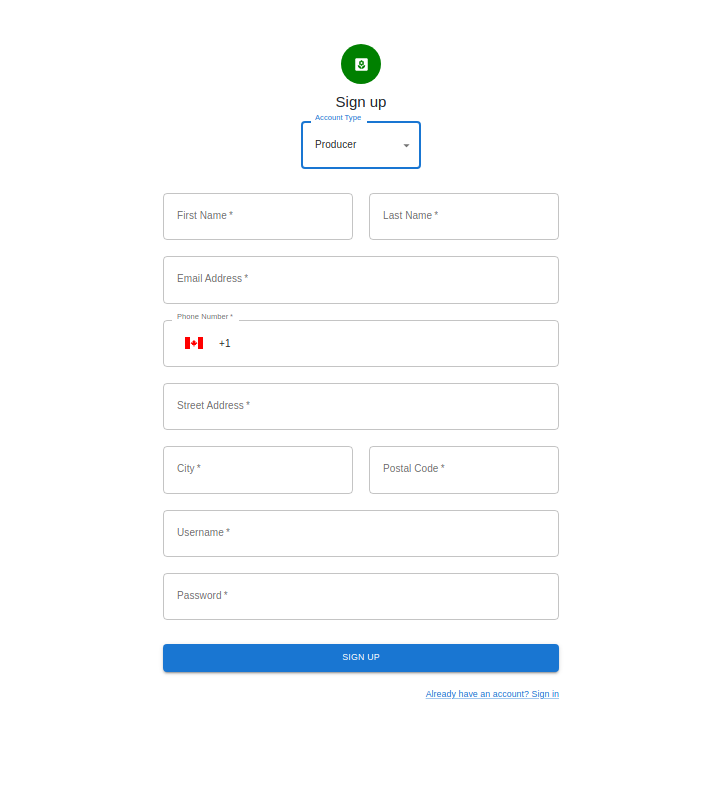 Sign up
Account Type
Producer
First Name * Last Name *
Email Address *
Phone Number *
+1
Street Address *
City * Postal Code *
Username *
Password *
SIGN UP
Already have an account? Sign in